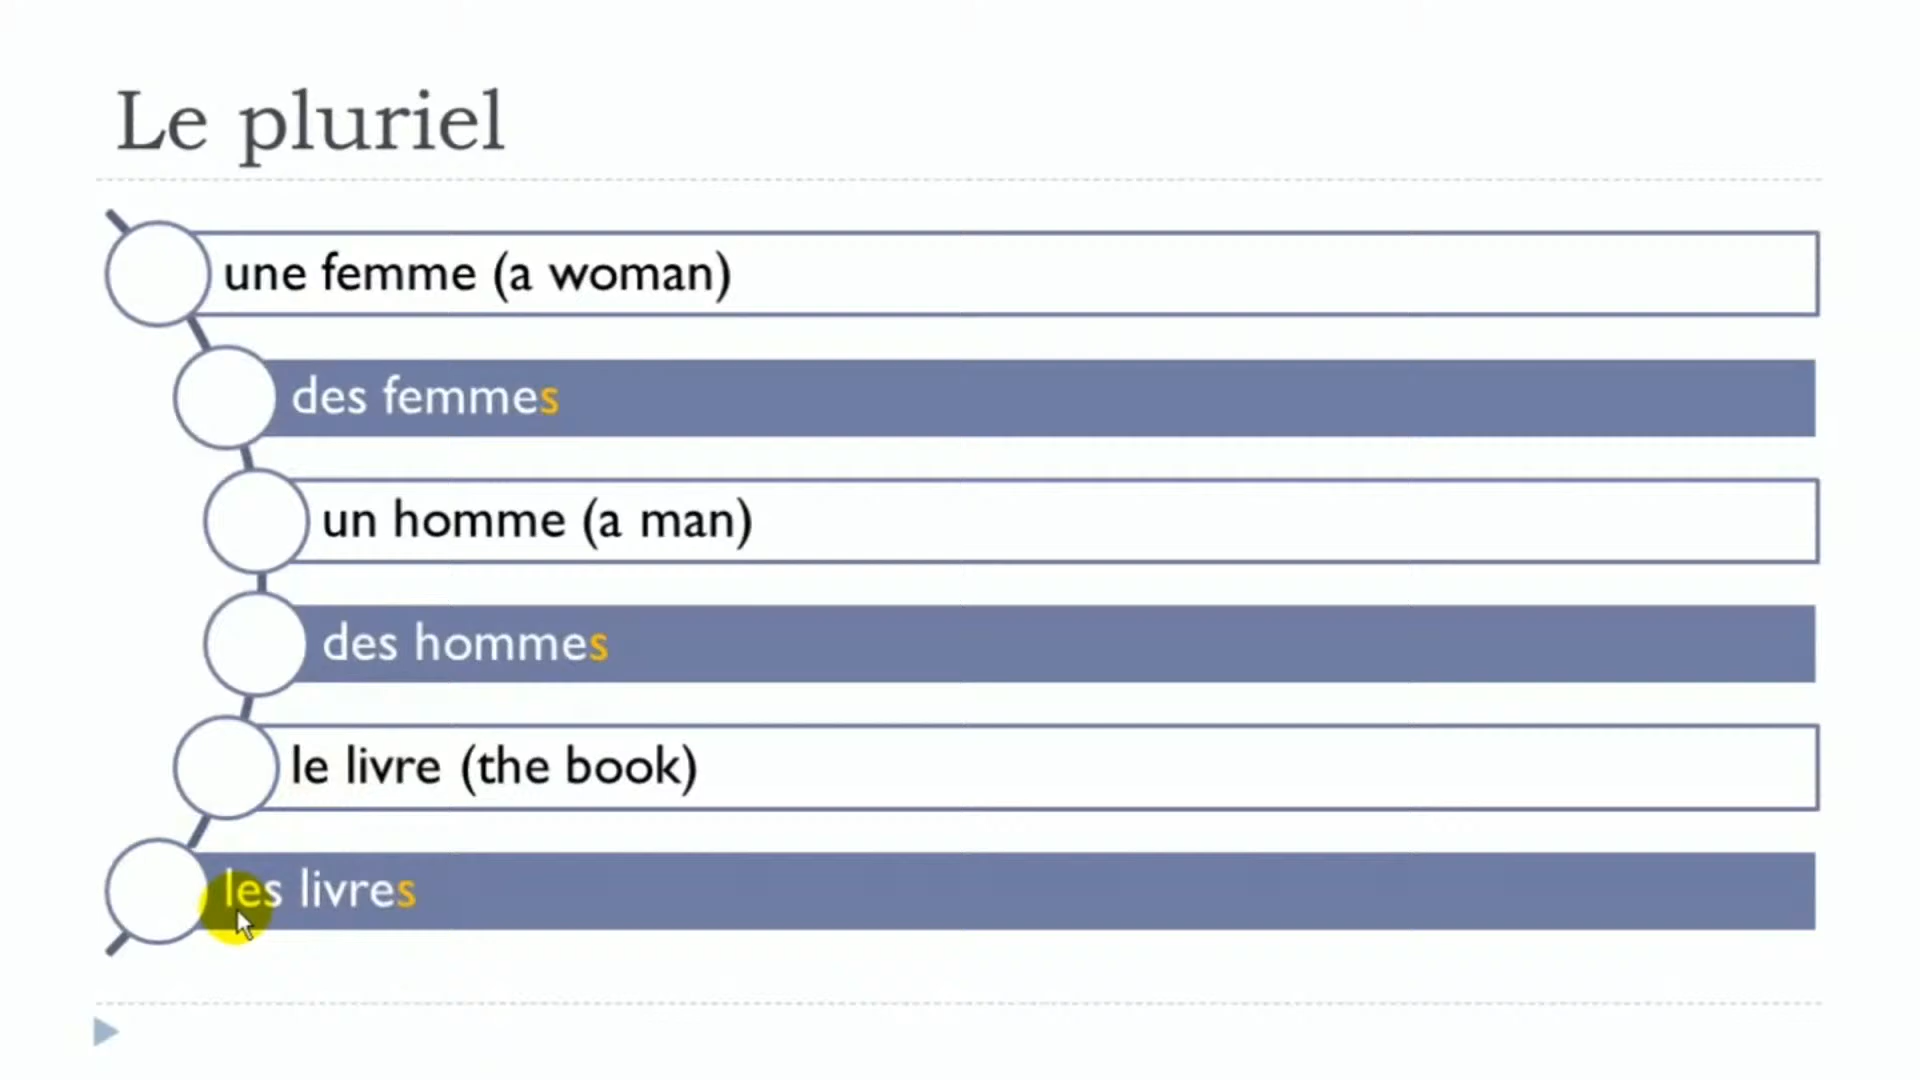 Le pluriel
une femme (a woman)
des femmes
un homme (a man)
des hommes
le livre (the book)
les livres